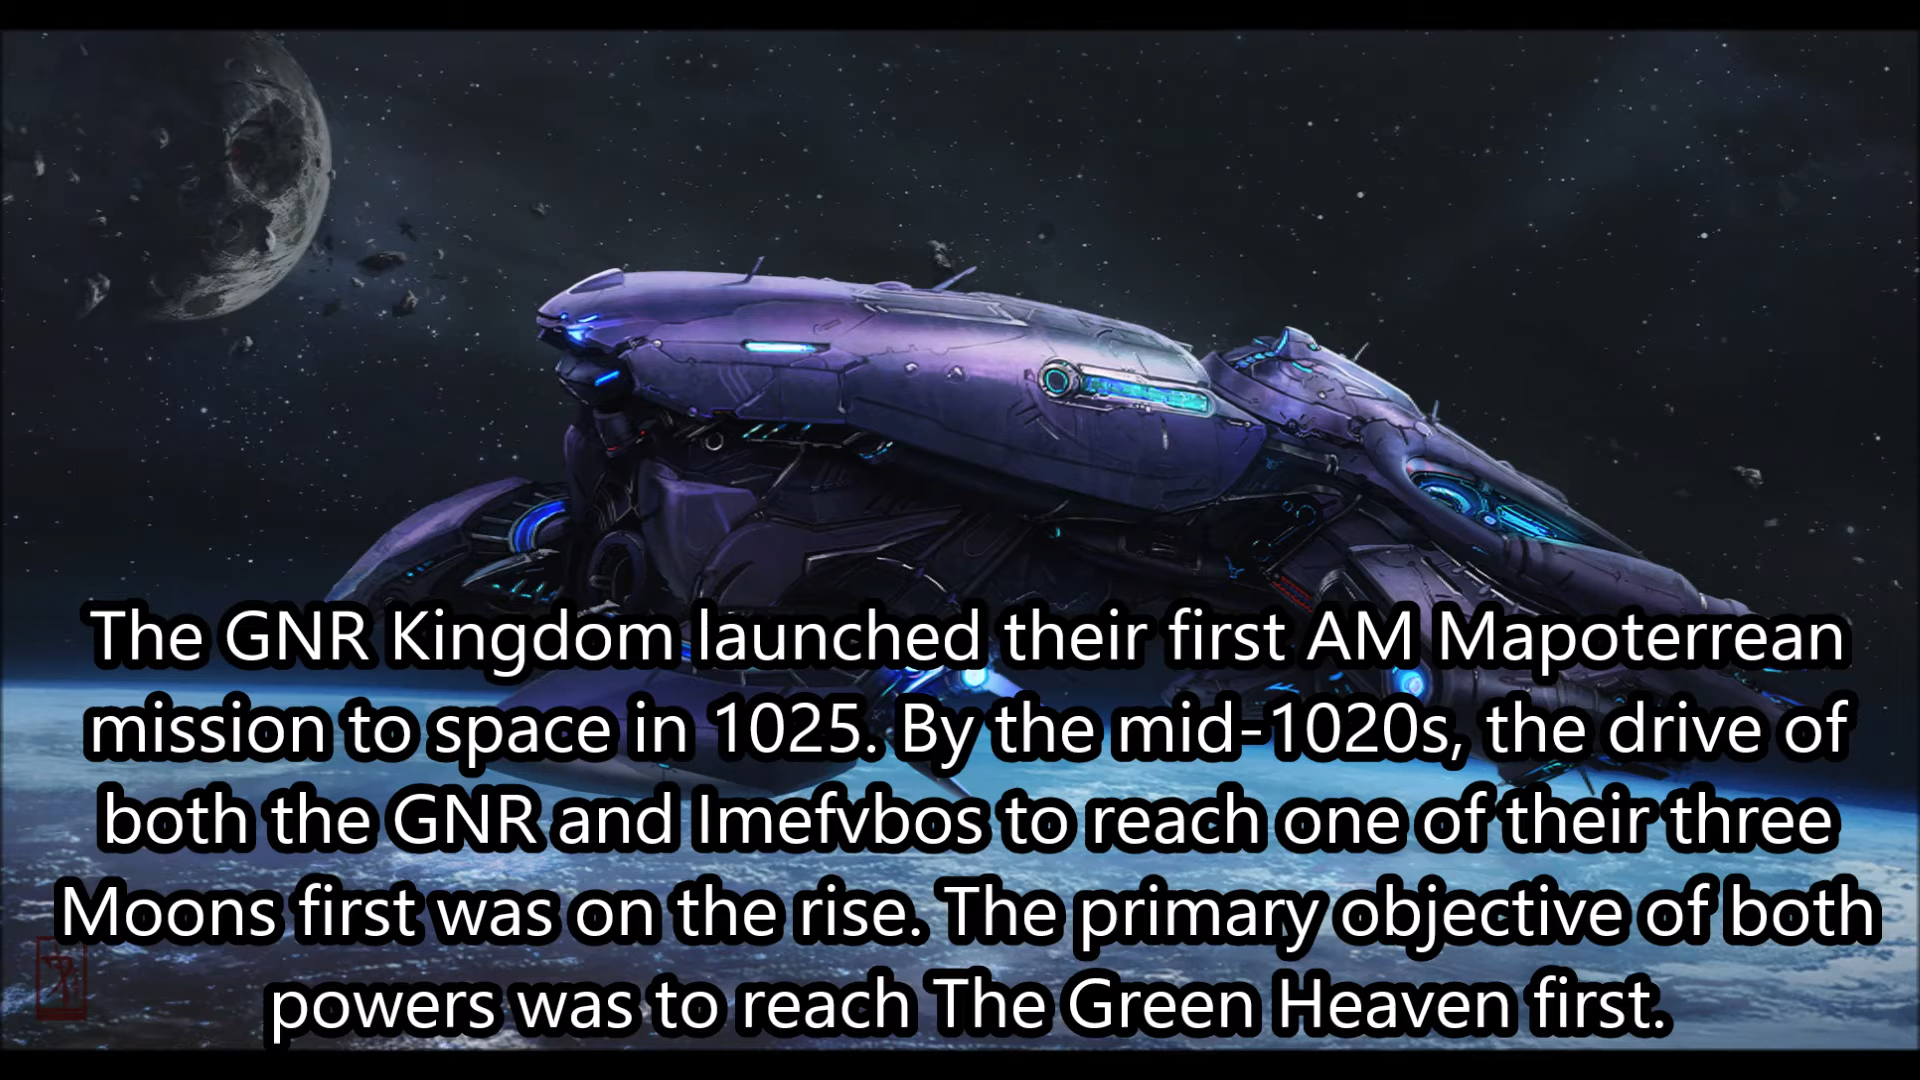 The GNR Kingdom launched their first AM Mapoterrean
mission to space in 1025. By the mid-1020s, the drive of
both the GNR and Imefvbos to reach one of their three
Moons first was on the rise. The primary objective of both
powers was to reach The Green Heaven first.